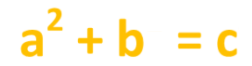 a² + b = c